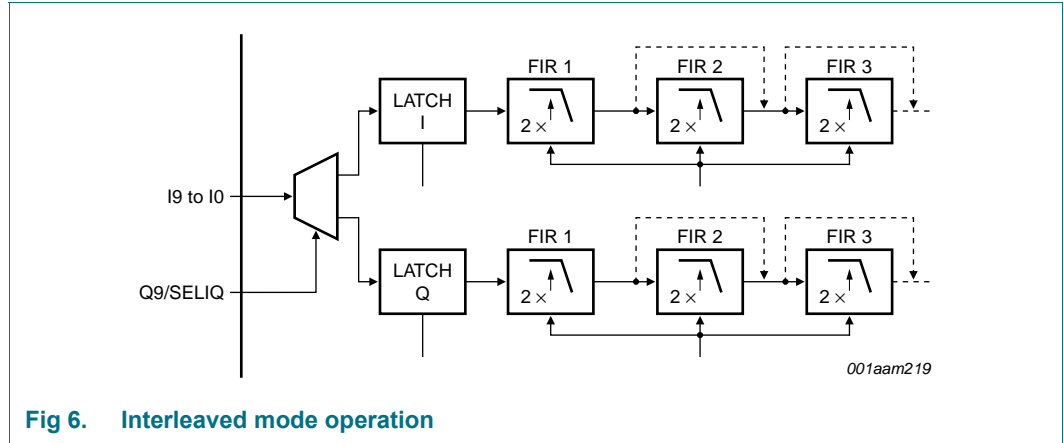 FIR 1 FIR 2 FIR 3
LATCH
I
2 × 2 × 2 ×
I9 to I0
FIR 1 FIR 2 FIR 3
LATCH
Q
Q9/SELIQ
2 × 2 × 2 ×
001aam219
Fig 6. Interleaved mode operation